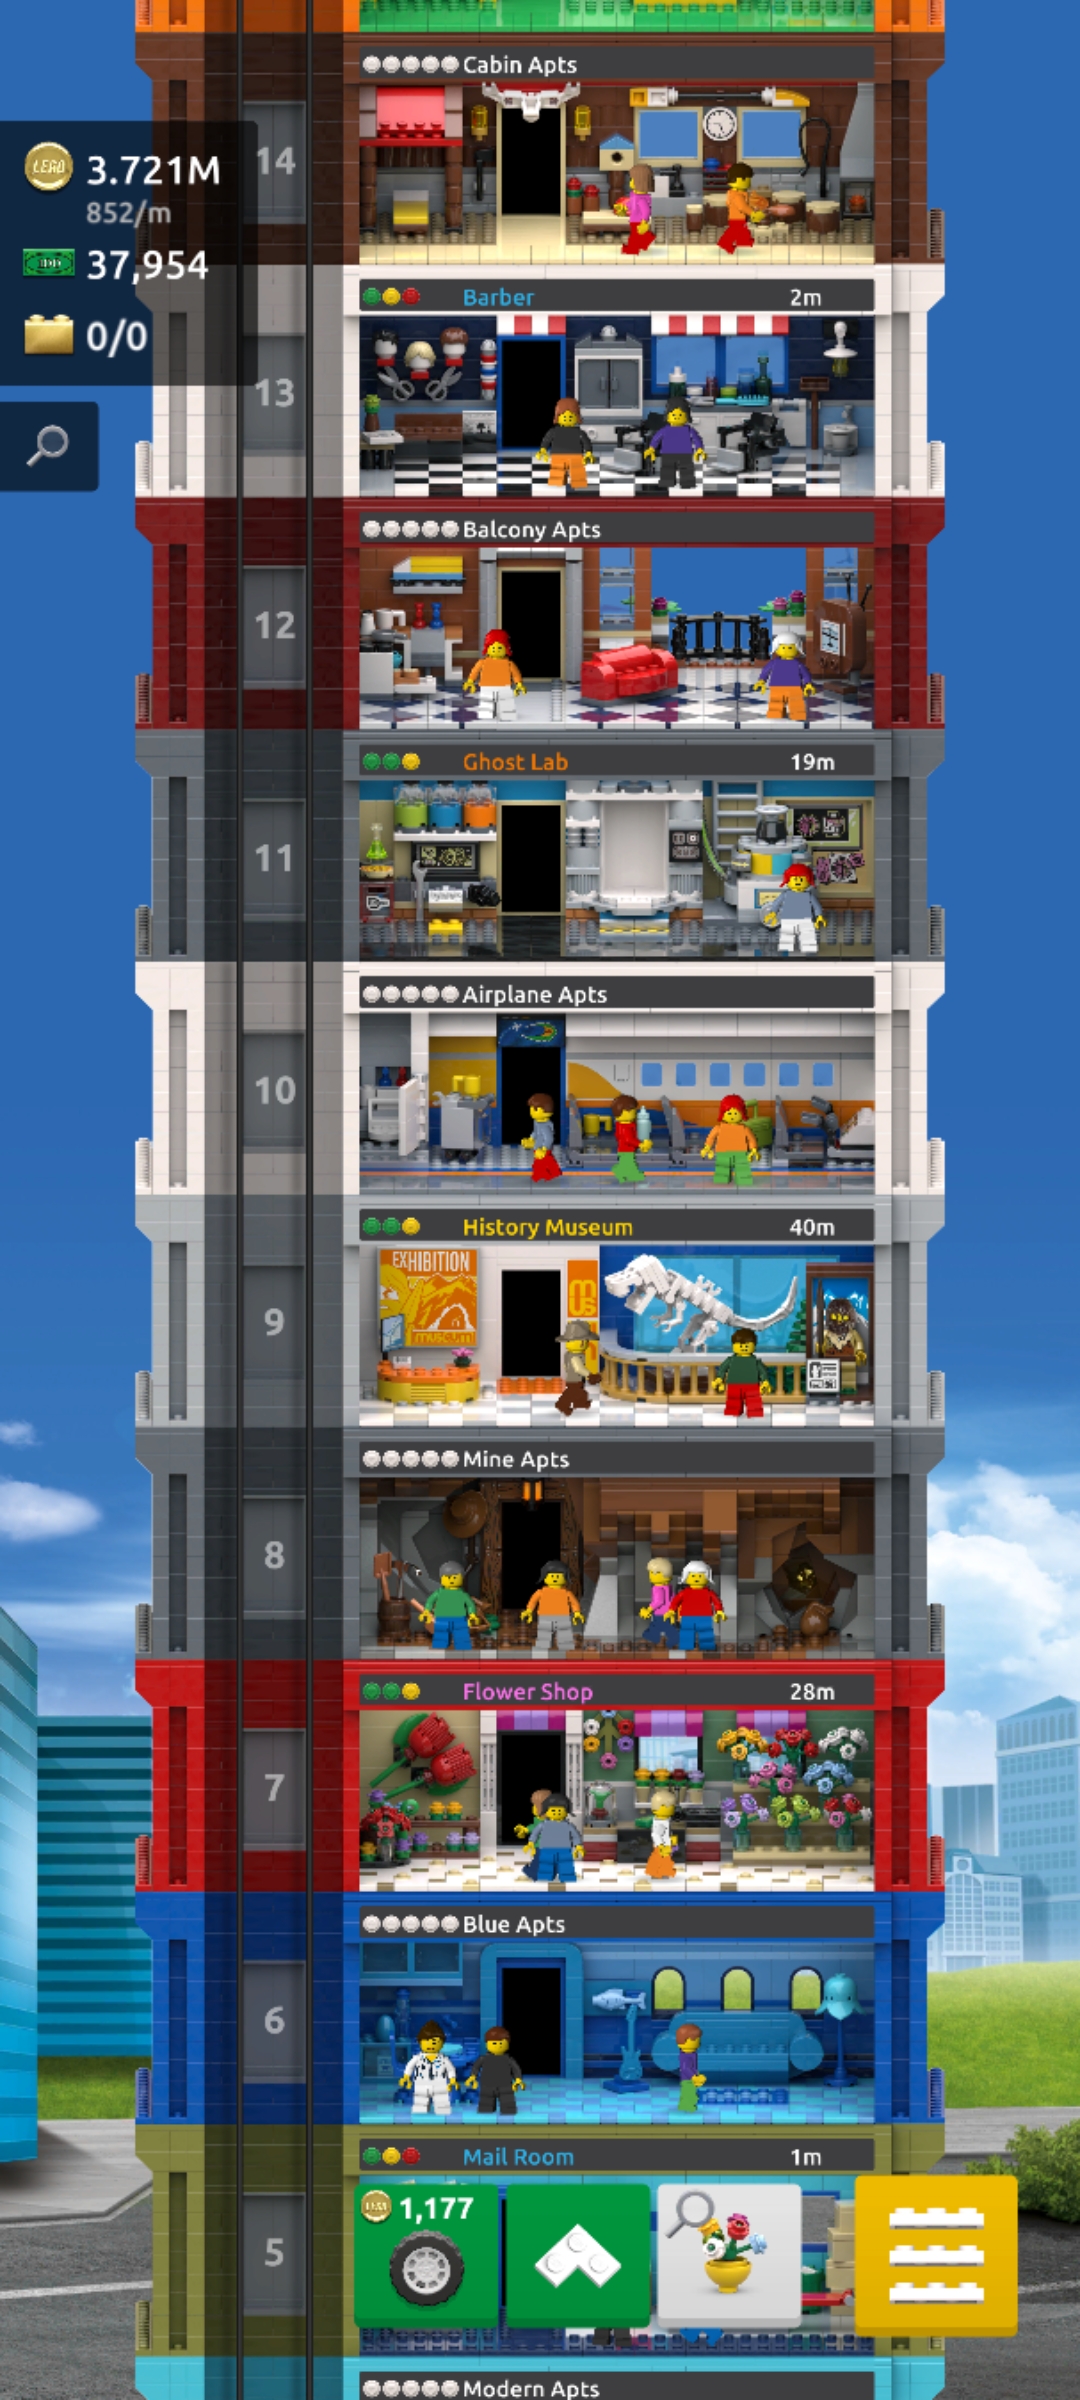 Cabin Apts
14
LEGO
3.721M
852/m
37,954
0/0
Barber 2m
13
Balcony Apts
12
Ghost Lab 19m
11
Airplane Apts
10
History Museum 40m
EXHIBITION
museum
9
Mine Apts
8
Flower Shop 28m
7
Blue Apts
6
Mail Room 1m
1,177
5
Modern Apts